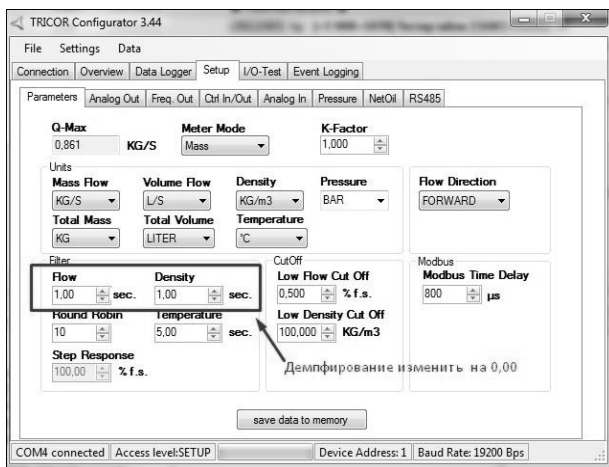 TRICOR Configurator 3.44
File Settings Data
Connection Overview Data Logger Setup I/O-Test Event Logging
Parameters Analog Out Freq. Out Ctrl In/Out Analog In Pressure NetOil RS485
Q-Max Meter Mode K-Factor
0,861 KG/S Mass 1,000
Units
Mass Flow Volume Flow Density Pressure Flow Direction
KG/S L/S KG/m3 BAR FORWARD
Total Mass Total Volume Temperature
KG LITER °C
Filter CutOff Modbus
Flow Density Low Flow Cut Off Modbus Time Delay
1,00 sec. 1,00 sec. 0,500 % f.s. 800 µs
Round Robin Temperature Low Density Cut Off
10 5,00 sec. 100,000 KG/m3
Step Response
100,00 % f.s.
Демпфирование изменить на 0,00
save data to memory
COM4 connected Access level:SETUP Device Address: 1 Baud Rate: 19200 Bps